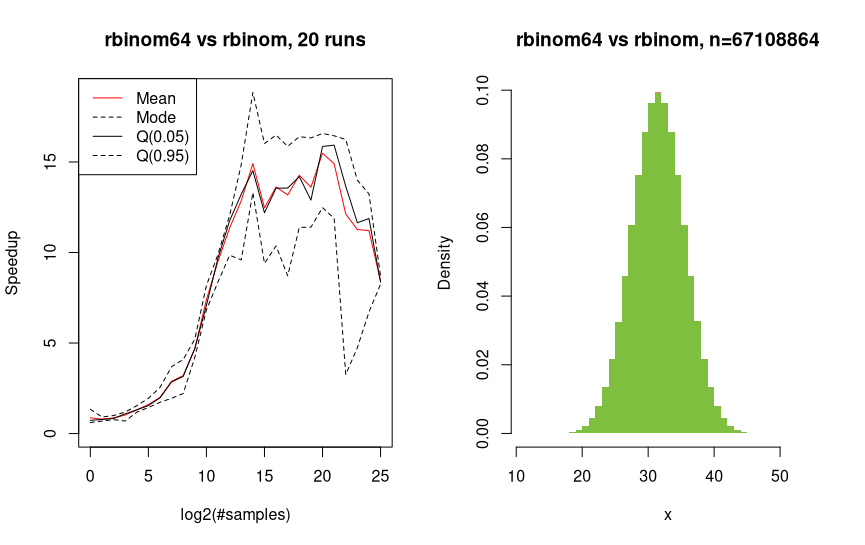 rbinom64 vs rbinom, 20 runs
Mean
Mode
Q(0.05)
Q(0.95)
Speedup
15
10
5
0
0 5 10 15 20 25
log2(#samples)
rbinom64 vs rbinom, n=67108864
Density
0.10
0.08
0.06
0.04
0.02
0.00
10 20 30 40 50
x